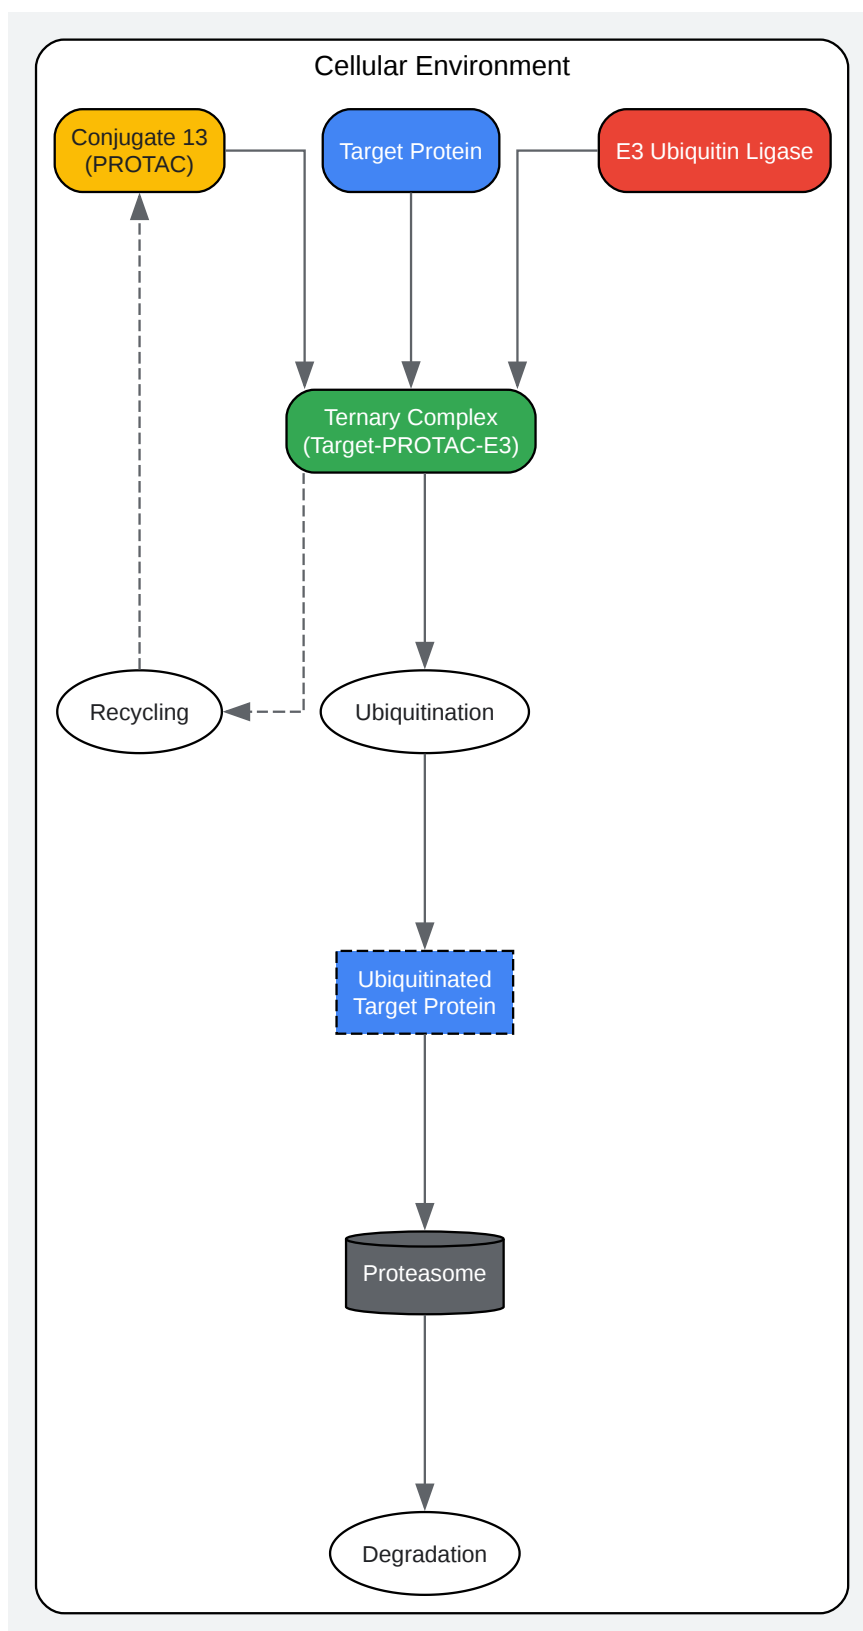 Cellular Environment
Conjugate 13
(PROTAC)
Target Protein
E3 Ubiquitin Ligase
Ternary Complex
(Target-PROTAC-E3)
Recycling
Ubiquitination
Ubiquitinated
Target Protein
Proteasome
Degradation